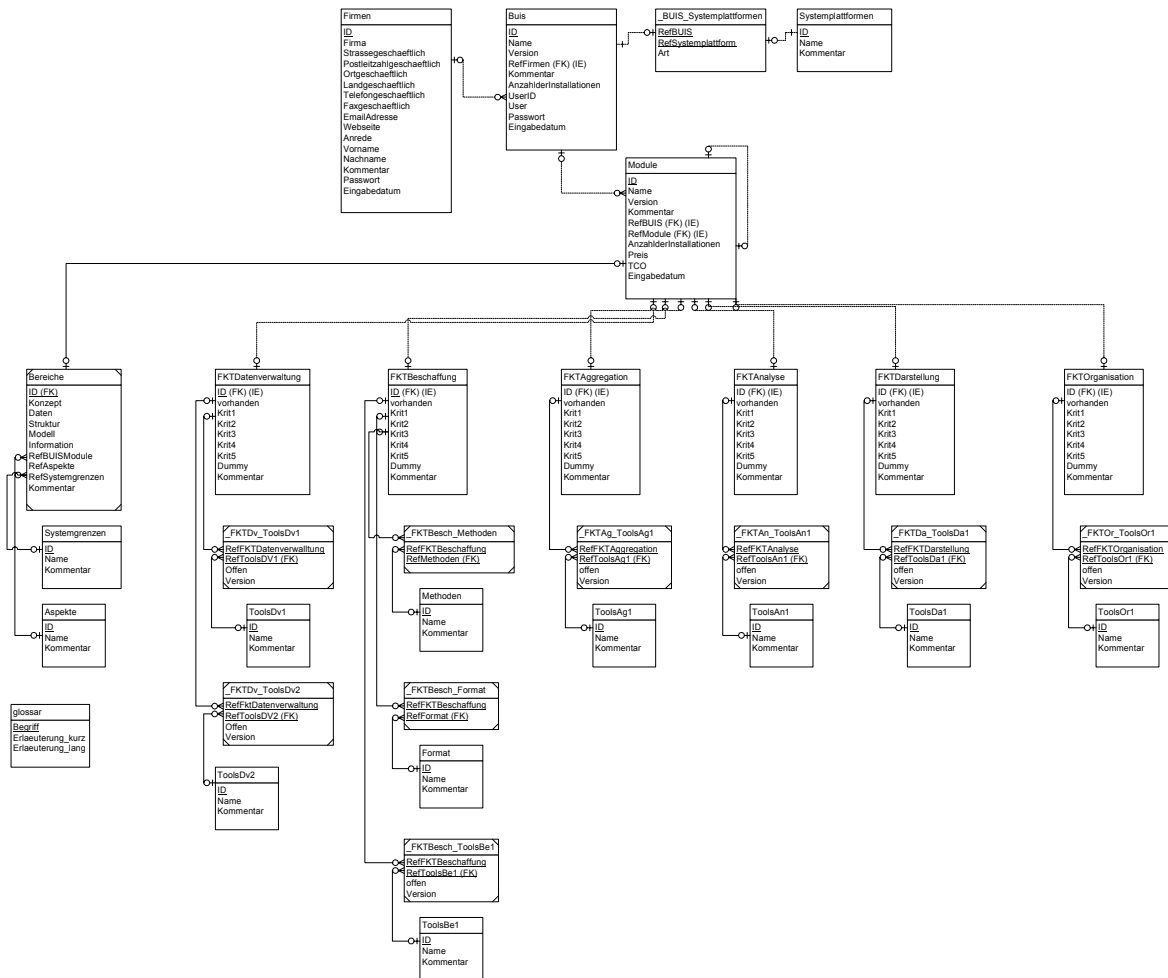 Firmen
ID
Firma
Strassegeschaeftlich
Postleitzahlgeschaeftlich
Ortgeschaeftlich
Landgeschaeftlich
Telefongeschaeftlich
Faxgeschaeftlich
EmailAdresse
Webseite
Anrede
Vorname
Nachname
Kommentar
Passwort
Eingabedatum
Buis
ID
Name
Version
RefFirmen (FK) (IE)
Kommentar
AnzahlderInstallationen
UserID
User
Passwort
Eingabedatum
_BUIS_Systemplattformen
RefBUIS
RefSystemplattform
Art
Systemplattformen
ID
Name
Kommentar
Module
ID
Name
Version
Kommentar
RefBUIS (FK) (IE)
RefModule (FK) (IE)
AnzahlderInstallationen
Preis
TCO
Eingabedatum
Bereiche
ID (FK)
Konzept
Daten
Struktur
Modell
Information
RefBUISModule
RefAspekte
RefSystemgrenzen
Kommentar
FKTDatenverwaltung
ID (FK) (IE)
vorhanden
Krit1
Krit2
Krit3
Krit4
Krit5
Dummy
Kommentar
FKTBeschaffung
ID (FK) (IE)
vorhanden
Krit1
Krit2
Krit3
Krit4
Krit5
Dummy
Kommentar
FKTAggregation
ID (FK) (IE)
vorhanden
Krit1
Krit2
Krit3
Krit4
Krit5
Dummy
Kommentar
FKTAnalyse
ID (FK) (IE)
vorhanden
Krit1
Krit2
Krit3
Krit4
Krit5
Dummy
Kommentar
FKTDarstellung
ID (FK) (IE)
vorhanden
Krit1
Krit2
Krit3
Krit4
Krit5
Dummy
Kommentar
FKTOrganisation
ID (FK) (IE)
vorhanden
Krit1
Krit2
Krit3
Krit4
Krit5
Dummy
Kommentar
Systemgrenzen
ID
Name
Kommentar
_FKTDv_ToolsDv1
RefFKTDatenverwalltung
RefToolsDV1 (FK)
offen
Version
_FKTBesch_Methoden
RefFKTBeschaffung
RefMethoden (FK)
_FKTAg_ToolsAg1
RefFKTAggregation
RefToolsAg1 (FK)
offen
Version
_FKTAn_ToolsAn1
RefFKTAnalyse
RefToolsAn1 (FK)
offen
Version
_FKTDa_ToolsDa1
RefFKTDarstellung
RefToolsDa1 (FK)
offen
Version
_FKTOr_ToolsOr1
RefFKTOrganisation
RefToolsOr1 (FK)
offen
Version
Aspekte
ID
Name
Kommentar
ToolsDv1
ID
Name
Kommentar
Methoden
ID
Name
Kommentar
ToolsAg1
ID
Name
Kommentar
ToolsAn1
ID
Name
Kommentar
ToolsDa1
ID
Name
Kommentar
ToolsOr1
ID
Name
Kommentar
glossar
Begriff
Erlaeuterung_kurz
Erlaeuterung_lang
_FKTDv_ToolsDv2
RefFktDatenverwaltung
RefToolsDV2 (FK)
Offen
Version
_FKTBesch_Format
RefFKTBeschaffung
RefFormat (FK)
ToolsDv2
ID
Name
Kommentar
Format
ID
Name
Kommentar
_FKTBesch_ToolsBe1
RefFKTBeschaffung
RefToolsBe1 (FK)
offen
Version
ToolsBe1
ID
Name
Kommentar